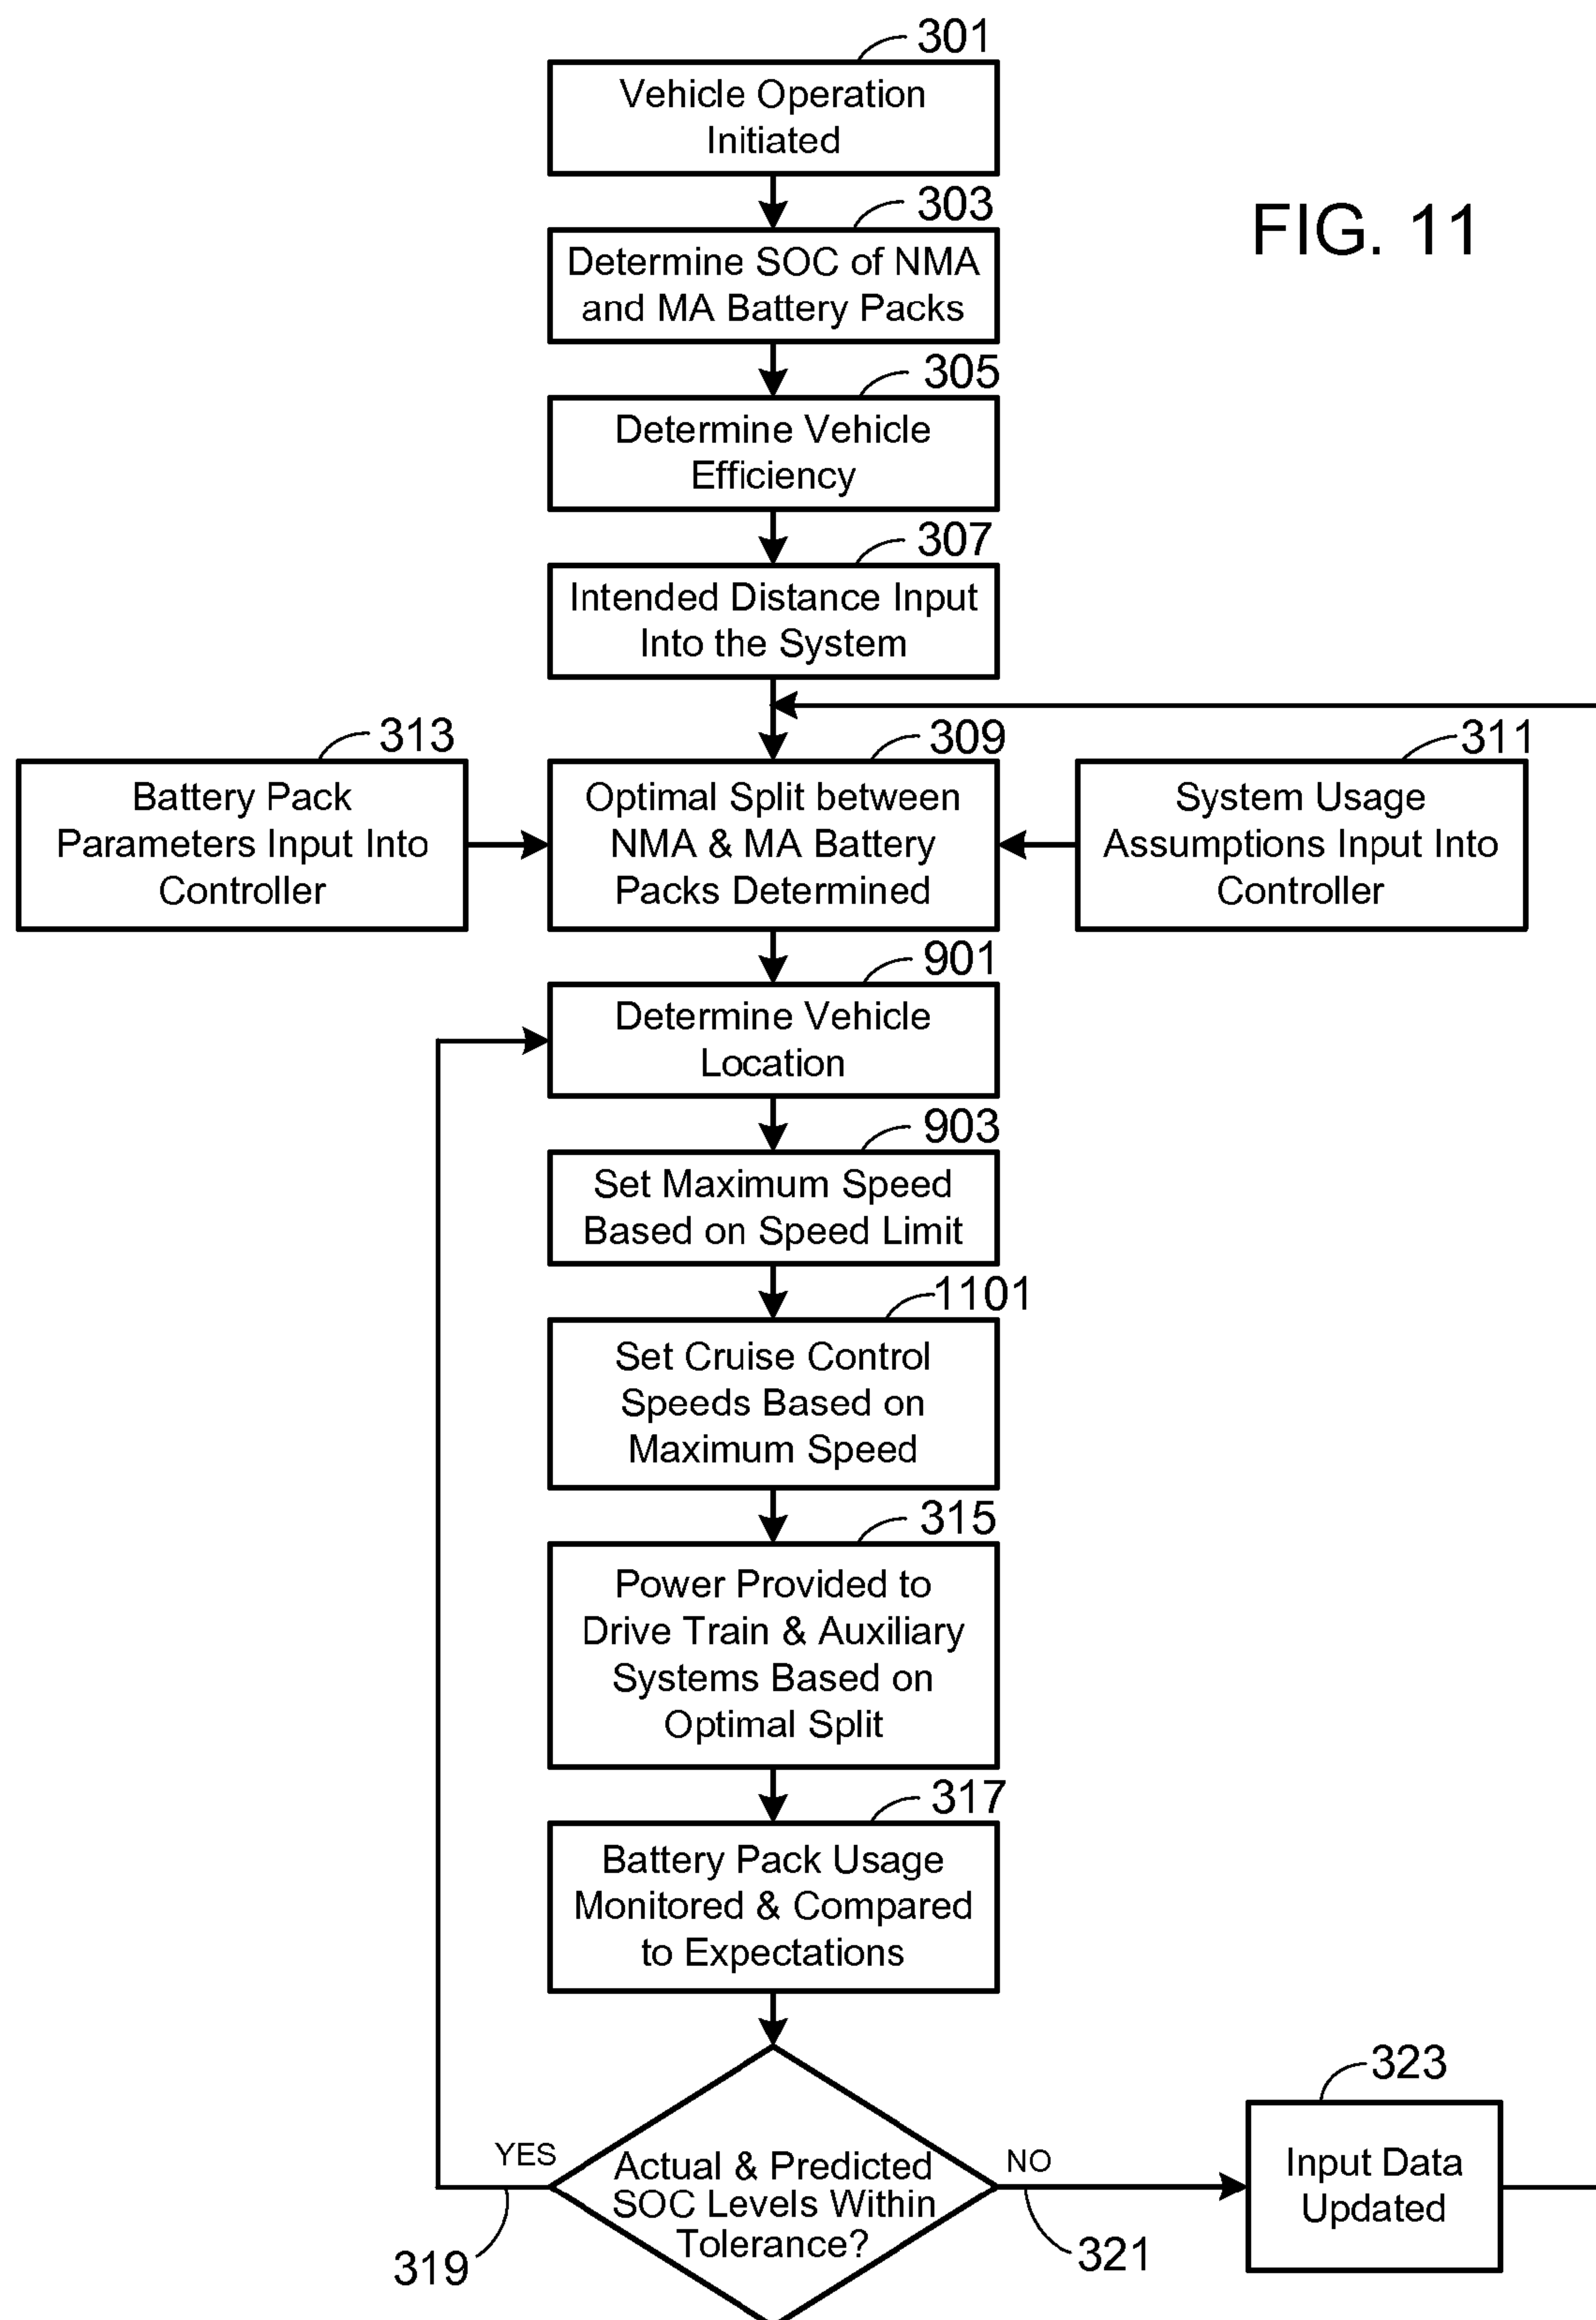 301
Vehicle Operation
Initiated
FIG. 11
303
Determine SOC of NMA
and MA Battery Packs
305
Determine Vehicle
Efficiency
307
Intended Distance Input
Into the System
313
Battery Pack
Parameters Input Into
Controller
309
Optimal Split between
NMA & MA Battery
Packs Determined
311
System Usage
Assumptions Input Into
Controller
901
Determine Vehicle
Location
903
Set Maximum Speed
Based on Speed Limit
1101
Set Cruise Control
Speeds Based on
Maximum Speed
315
Power Provided to
Drive Train & Auxiliary
Systems Based on
Optimal Split
317
Battery Pack Usage
Monitored & Compared
to Expectations
YES
319
Actual & Predicted
SOC Levels Within
Tolerance?
NO
321
323
Input Data
Updated